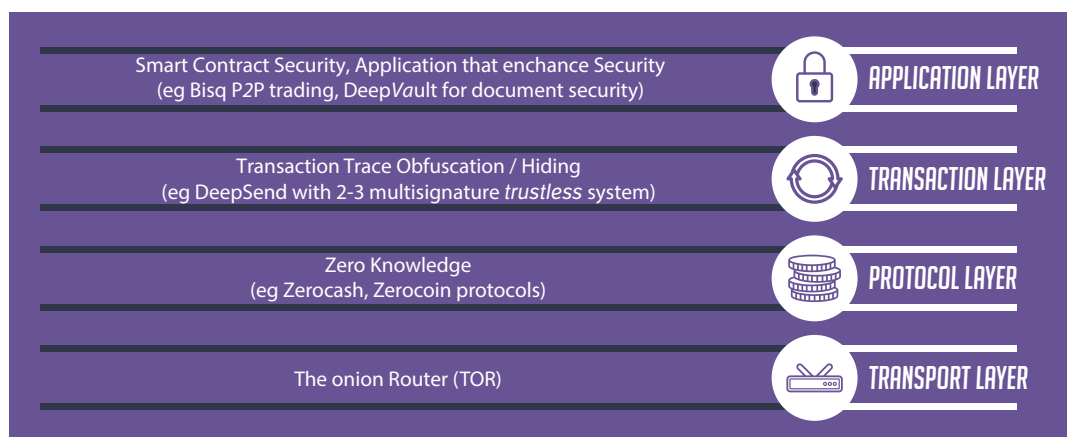 Smart Contract Security, Application that enchance Security
(eg Bisq P2P trading, DeepVault for document security)
APPLICATION LAYER
Transaction Trace Obfuscation / Hiding
(eg DeepSend with 2-3 multisignature trustless system)
TRANSACTION LAYER
Zero Knowledge
(eg Zerocash, Zerocoin protocols)
PROTOCOL LAYER
The onion Router (TOR)
TRANSPORT LAYER